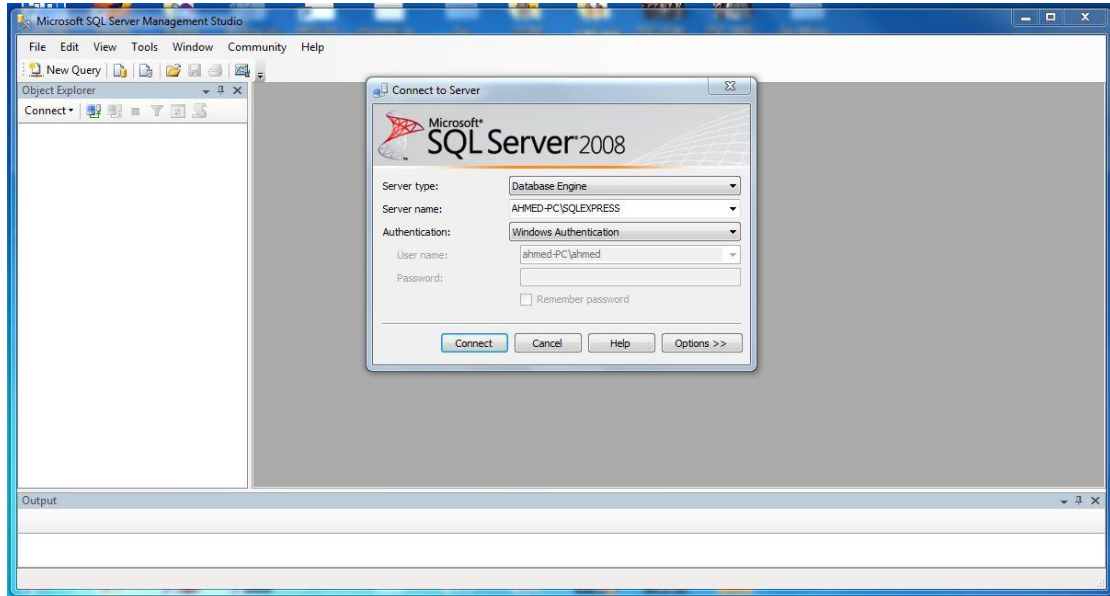 Microsoft SQL Server Management Studio
File Edit View Tools Window Community Help
New Query
Object Explorer
Connect
Connect to Server
Microsoft®
SQL Server®2008
Server type: Database Engine
Server name: AHMED-PC\SQLEXPRESS
Authentication: Windows Authentication
User name: ahmed-PC\ahmed
Password:
Remember password
Connect Cancel Help Options >>
Output